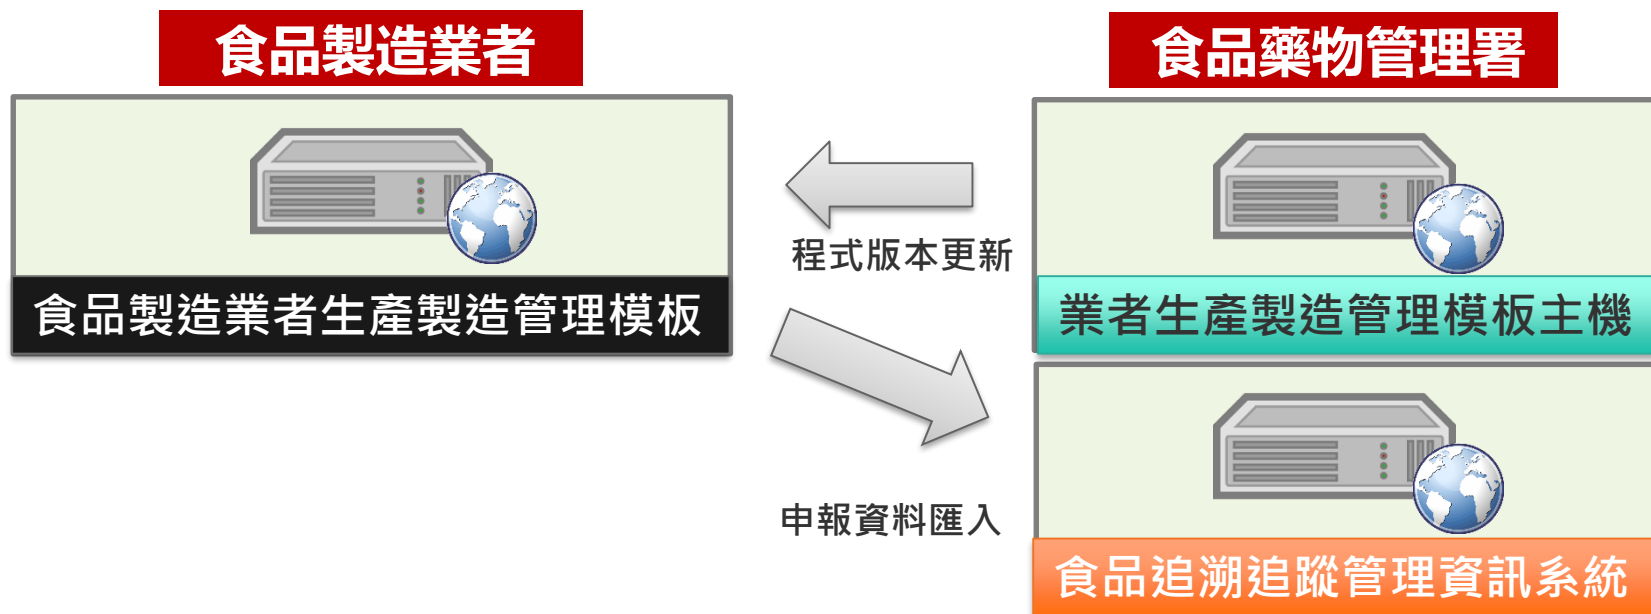 食品製造業者
食品藥物管理署
程式版本更新
食品製造業者生產製造管理模板
業者生產製造管理模板主機
申報資料匯入
食品追溯追蹤管理資訊系統